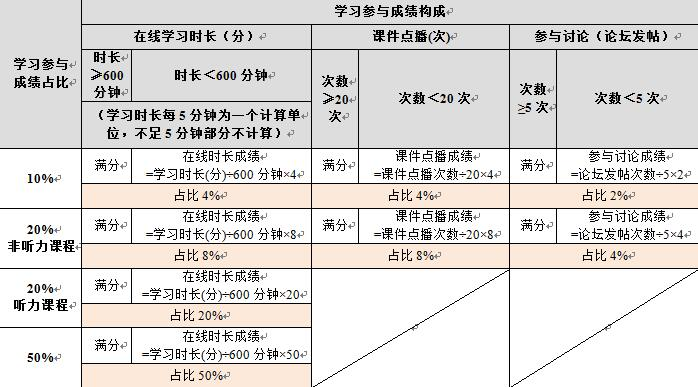 学习参与成绩构成
学习参与
成绩占比
在线学习时长（分）
课件点播(次)
参与讨论（论坛发帖）
时长
≥600
分钟
时长＜600 分钟
次数
≥20
次
次数＜20 次
次数
≥5 次
次数＜5 次
（学习时长每 5 分钟为一个计算单
位，不足 5 分钟部分不计算）
10%
满分
在线时长成绩
=学习时长(分)÷600 分钟×4
满分
课件点播成绩
=课件点播次数÷20×4
满分
参与讨论成绩
=论坛发帖次数÷5×2
占比 4%
占比 4%
占比 2%
20%
非听力课程
满分
在线时长成绩
=学习时长(分)÷600 分钟×8
满分
课件点播成绩
=课件点播次数÷20×8
满分
参与讨论成绩
=论坛发帖次数÷5×4
占比 8%
占比 8%
占比 4%
20%
听力课程
满分
在线时长成绩
=学习时长(分)÷600 分钟×20
占比 20%
50%
满分
在线时长成绩
=学习时长(分)÷600 分钟×50
占比 50%